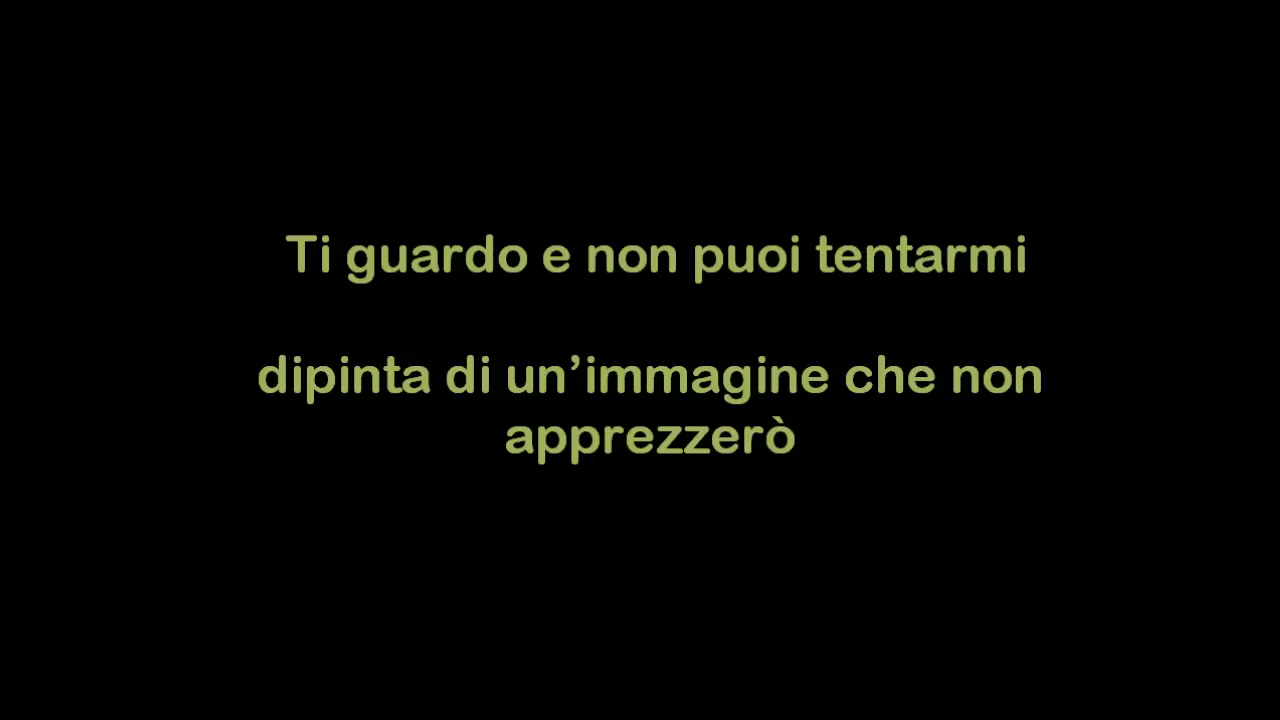 Ti guardo e non puoi tentarmi
dipinta di un’immagine che non
apprezzerò